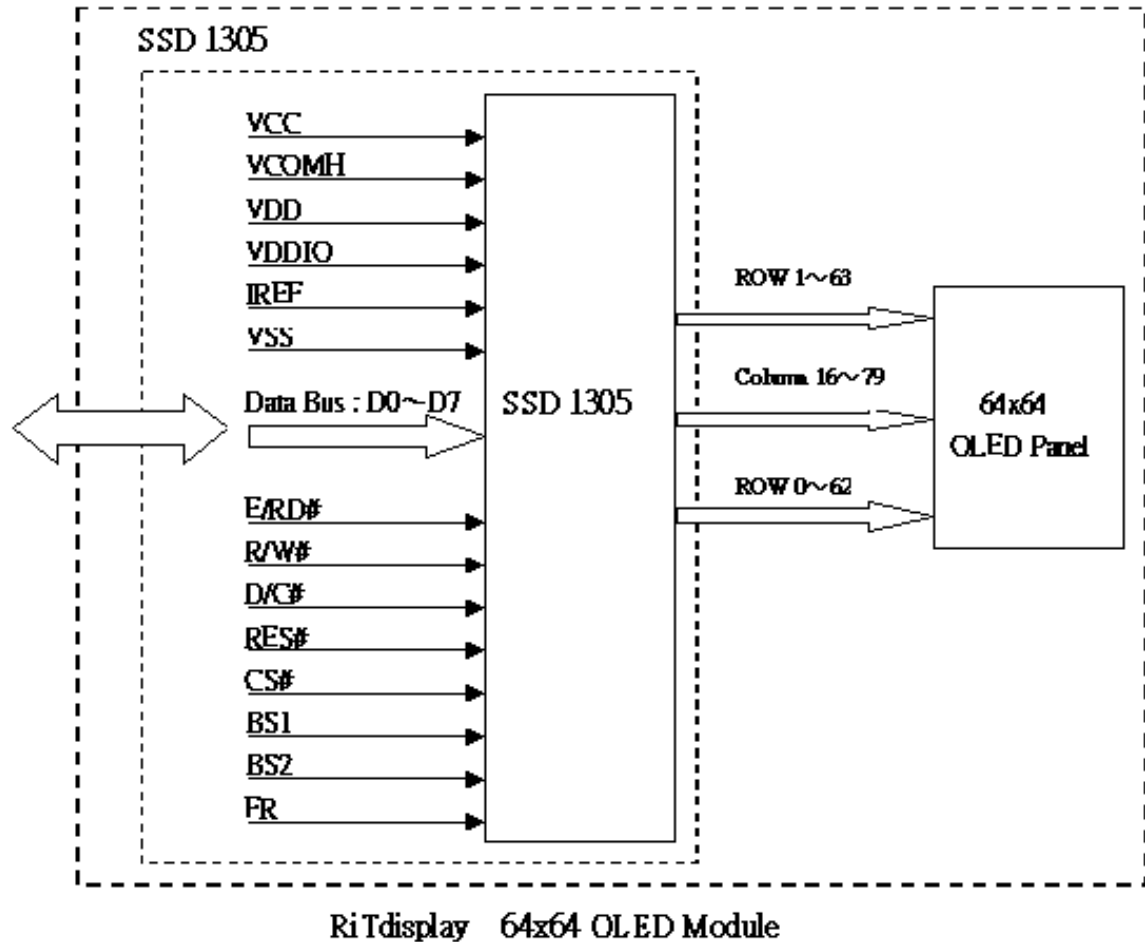 SSD 1305
VCC
VCOMH
VDD
VDDIO
IREF
VSS
Data Bus : D0～D7
E/RD#
R/W#
D/C#
RES#
CS#
BS1
BS2
FR
SSD 1305
ROW 1～63
Column 16～79
ROW 0～62
64x64
OLED Panel
RiTdisplay 64x64 OLED Module